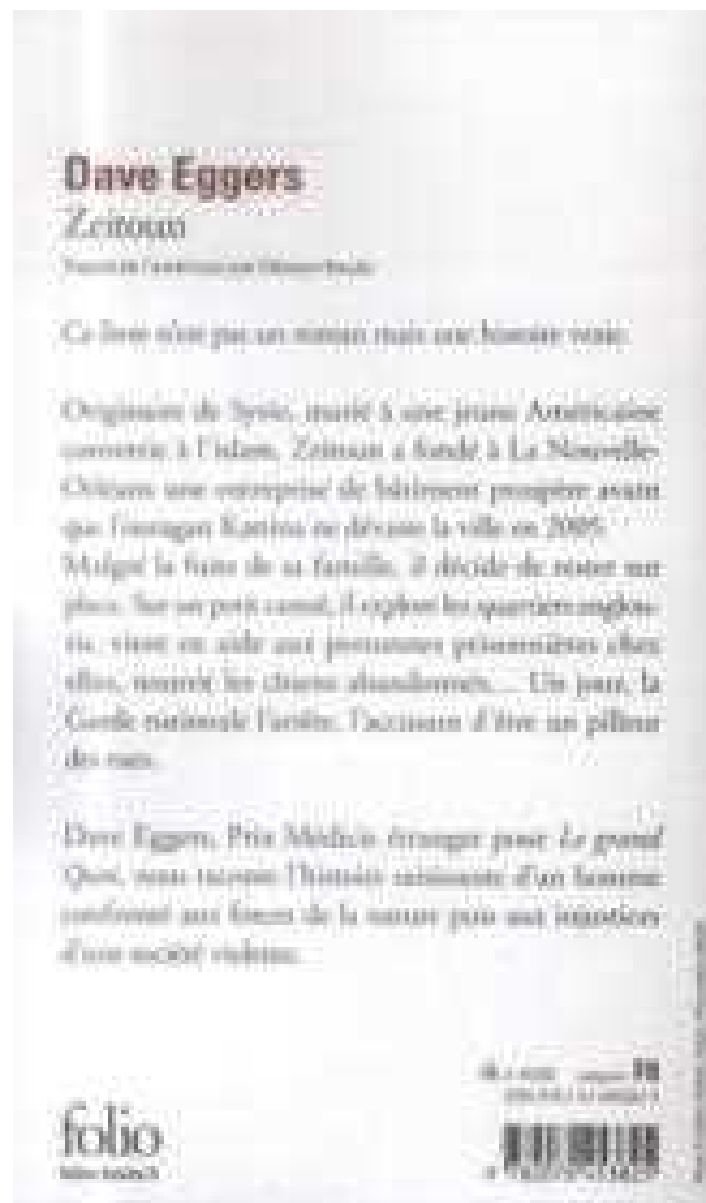 Dave Eggers
Zeitoun
Traduit de l'américain par
Ce livre n'est pas un roman mais une histoire vraie.
Originaire de Syrie, marié à une jeune Américaine
convertie à l'islam, Zeitoun a fondé à La Nouvelle-
Orléans une entreprise de bâtiment prospère avant
que l'ouragan Katrina ne dévaste la ville en 2005.
Malgré la fuite de sa famille, il décide de rester sur
place. Sur un petit canoë, il explore les quartiers englou-
tis, vient en aide aux personnes prisonnières chez
elles, nourrit les chiens abandonnés... Un jour, la
Garde nationale l'arrête, l'accusant d'être un pilleur
des rues.
Dave Eggers, Prix Médicis étranger pour Le grand
Quoi, nous raconte l'histoire saisissante d'un homme
confronté aux forces de la nature puis aux injustices
d'une société violente.
folio